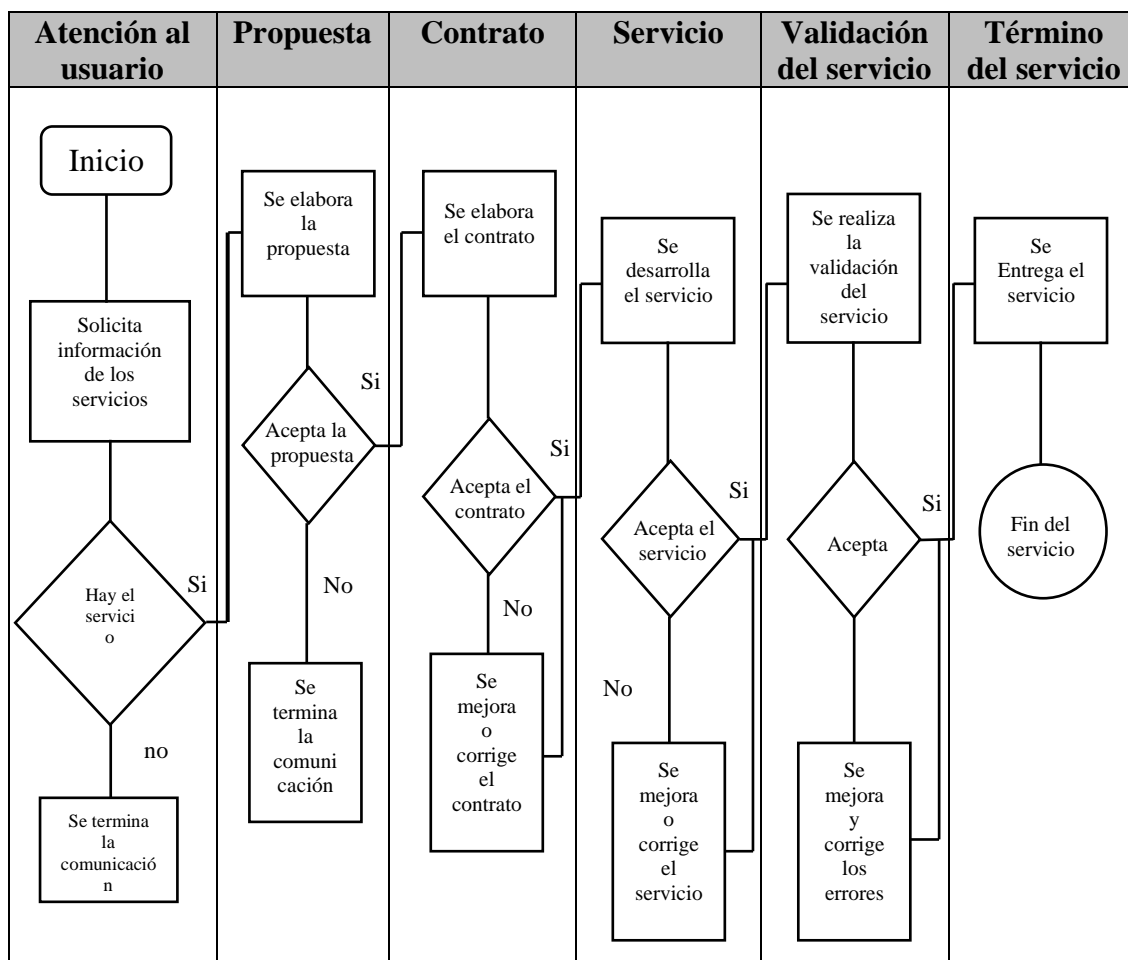 Atención al
usuario
Propuesta
Contrato
Servicio
Validación
del servicio
Término
del servicio
Inicio
Solicita
información
de los
servicios
Hay el
servici
o
Si
no
Se termina
la
comunicació
n
Se elabora
la
propuesta
Acepta la
propuesta
Si
No
Se
termina
la
comuni
cación
Se elabora
el contrato
Acepta el
contrato
Si
No
Se
mejora
o
corrige
el
contrato
Se
desarrolla
el servicio
Acepta el
servicio
Si
No
Se
mejora
o
corrige
el
servicio
Se realiza
la
validación
del
servicio
Acepta
Si
Se
mejora
y
corrige
los
errores
Se
Entrega el
servicio
Fin del
servicio